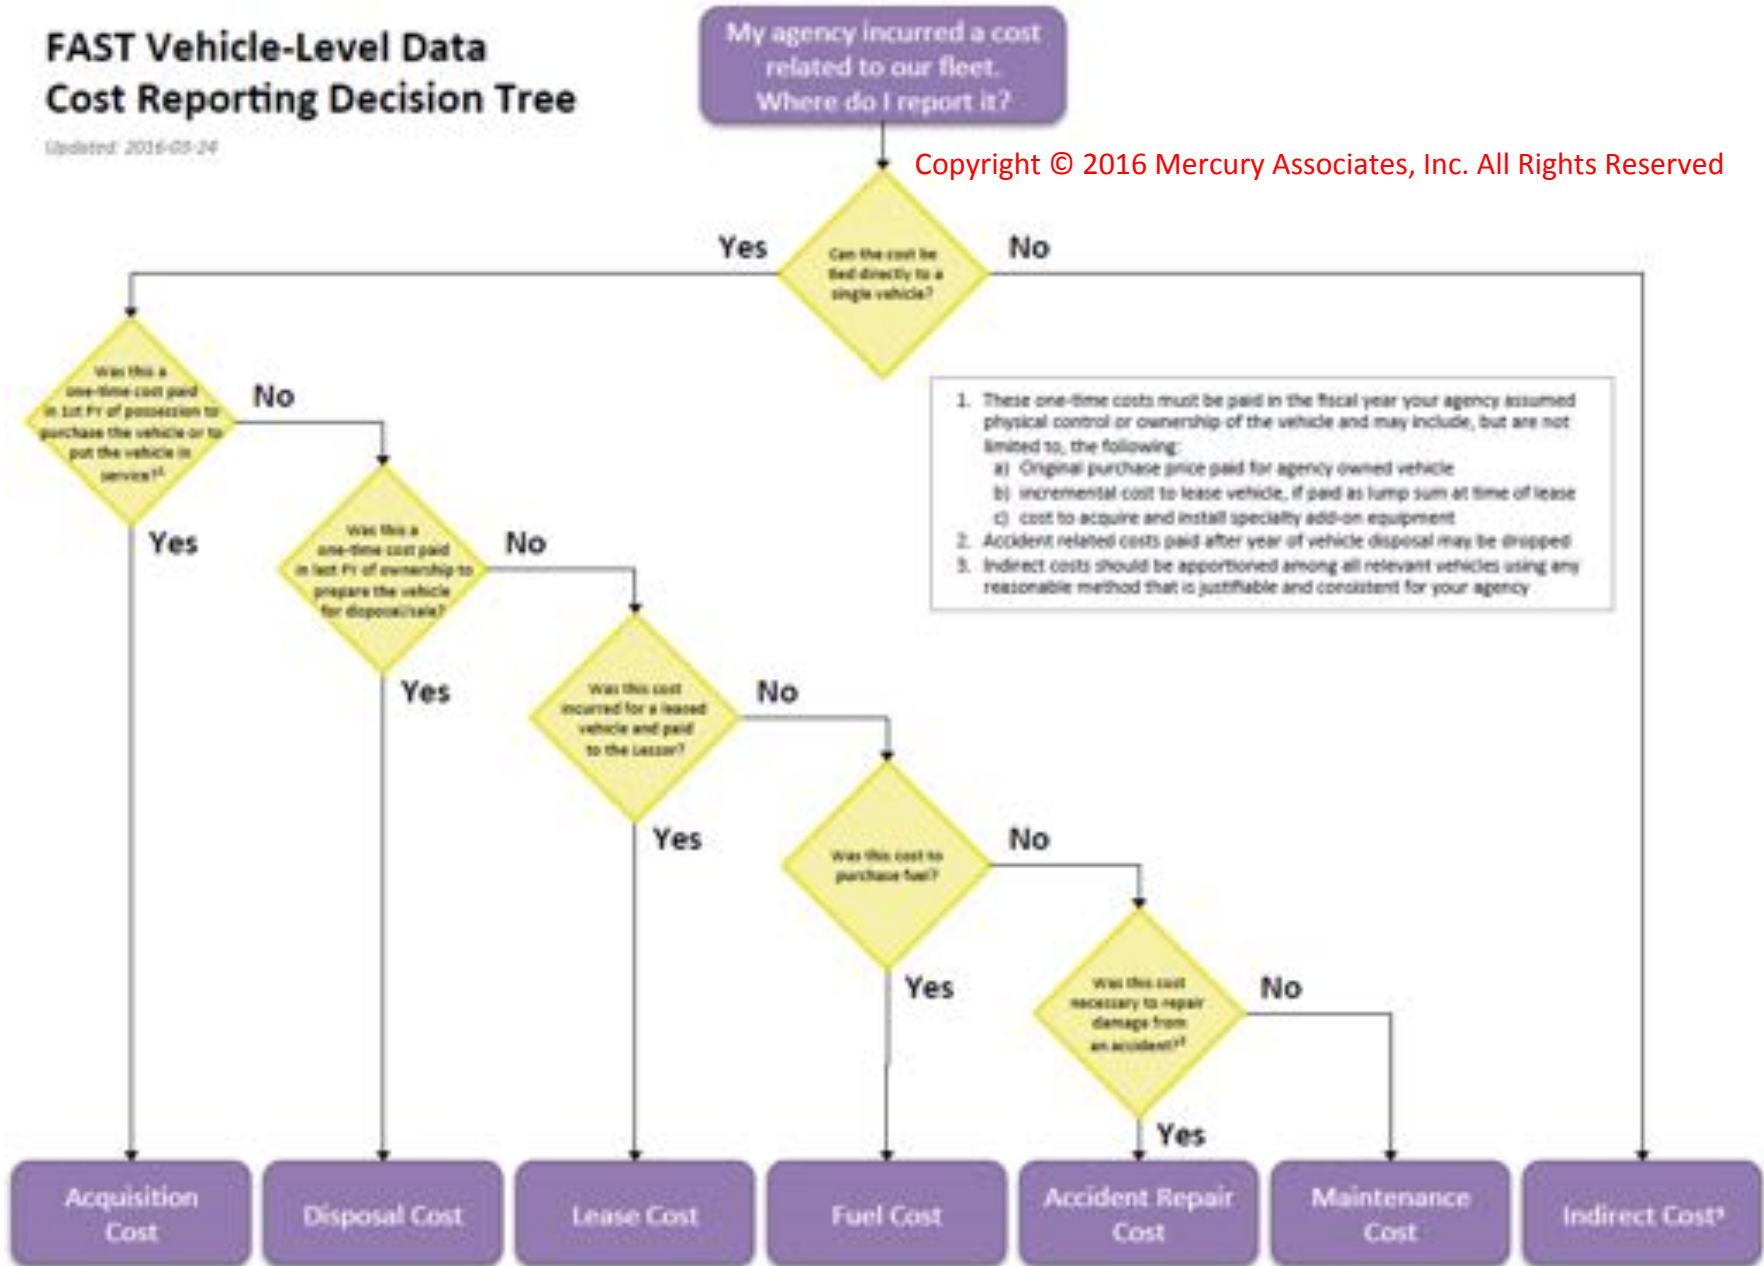 FAST Vehicle-Level Data
Cost Reporting Decision Tree
Updated: 2016-03-24
My agency incurred a cost
related to our fleet.
Where do I report it?
Copyright © 2016 Mercury Associates, Inc. All Rights Reserved
Yes
No
Can the cost be
tied directly to a
single vehicle?
Was this a
one-time cost paid
in 1st FY of possession to
purchase the vehicle or to
put the vehicle in
service?¹
No
Yes
1. These one-time costs must be paid in the fiscal year your agency assumed
physical control or ownership of the vehicle and may include, but are not
limited to, the following:
a) Original purchase price paid for agency owned vehicle
b) incremental cost to lease vehicle, if paid as lump sum at time of lease
c) cost to acquire and install specialty add-on equipment
2. Accident related costs paid after year of vehicle disposal may be dropped
3. Indirect costs should be apportioned among all relevant vehicles using any
reasonable method that is justifiable and consistent for your agency
Was this a
one-time cost paid
in last FY of ownership to
prepare the vehicle
for disposal/sale?
No
Yes
Was this cost
incurred for a leased
vehicle and paid
to the Lessor?
No
Yes
Was this cost to
purchase fuel?
No
Yes
Was this cost
necessary to repair
damage from
an accident?²
No
Yes
Acquisition
Cost
Disposal Cost
Lease Cost
Fuel Cost
Accident Repair
Cost
Maintenance
Cost
Indirect Cost³